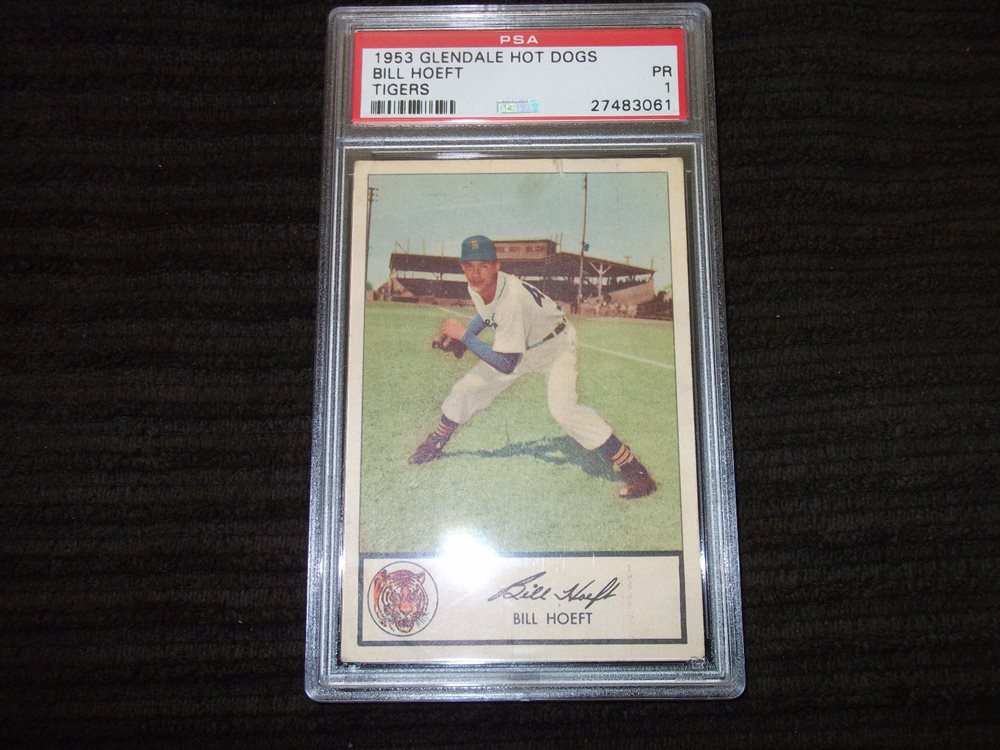 PSA
1953 GLENDALE HOT DOGS
BILL HOEFT PR
TIGERS 1
27483061
B
Bill Hoeft
BILL HOEFT